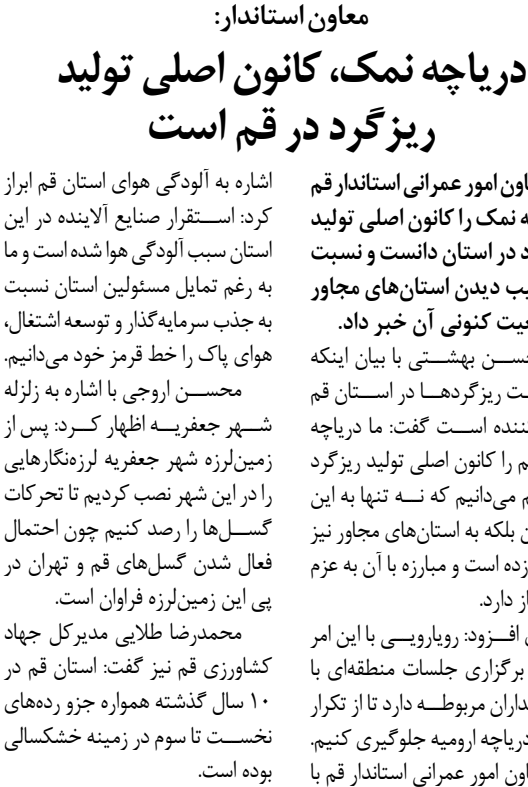 معاون استاندار:
دریاچه نمک، کانون اصلی تولید
ریزگرد در قم است
امور عمرانی استاندار قم
نمک را کانون اصلی تولید
در استان دانست و نسبت
دیدن استان‌های مجاور
کنونی آن خبر داد.
بهشتی با بیان اینکه
ریزگردها در استان قم
است گفت: ما دریاچه
را کانون اصلی تولید ریزگرد
می‌دانیم که نه تنها به این
بلکه به استان‌های مجاور نیز
زده است و مبارزه با آن به عزم
دارد.
افزود: رویارویی با این امر
برگزاری جلسات منطقه‌ای با
مربوطه دارد تا از تکرار
دریاچه ارومیه جلوگیری کنیم.
امور عمرانی استاندار قم با
اشاره به آلودگی هوای استان قم ابراز
کرد: استقرار صنایع آلاینده در این
استان سبب آلودگی هوا شده است و ما
به رغم تمایل مسئولین استان نسبت
به جذب سرمایه‌گذار و توسعه اشتغال،
هوای پاک را خط قرمز خود می‌دانیم.
محسن اروجی با اشاره به زلزله
شهر جعفریه اظهار کرد: پس از
زمین‌لرزه شهر جعفریه لرزه‌نگارهایی
را در این شهر نصب کردیم تا تحرکات
گسل‌ها را رصد کنیم چون احتمال
فعال شدن گسل‌های قم و تهران در
پی این زمین‌لرزه فراوان است.
محمدرضا طلایی مدیرکل جهاد
کشاورزی قم نیز گفت: استان قم در
۱۰ سال گذشته همواره جزو رده‌های
نخست تا سوم در زمینه خشکسالی
بوده است.